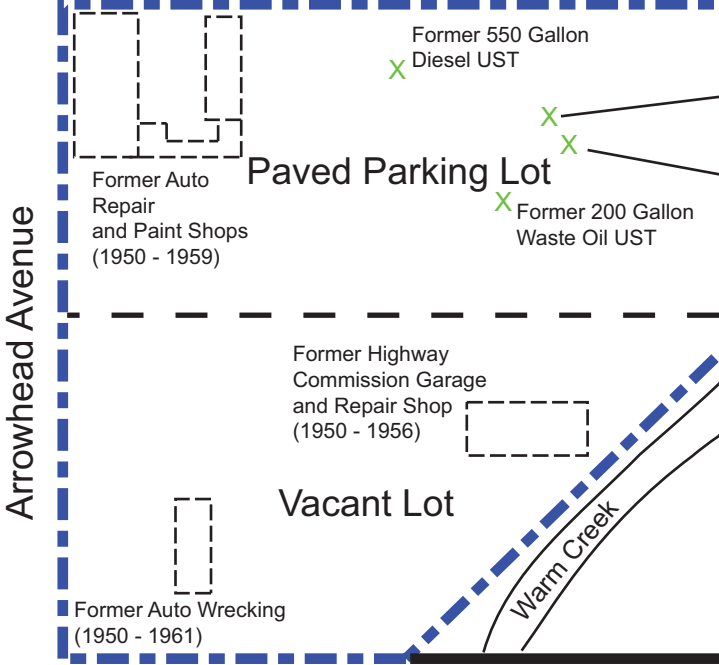 Former 550 Gallon
Diesel UST
X
X
X
Paved Parking Lot
X
Former 200 Gallon
Waste Oil UST
Former Auto
Repair
and Paint Shops
(1950 - 1959)
Arrowhead Avenue
Former Highway
Commission Garage
and Repair Shop
(1950 - 1956)
Vacant Lot
Warm Creek
Former Auto Wrecking
(1950 - 1961)